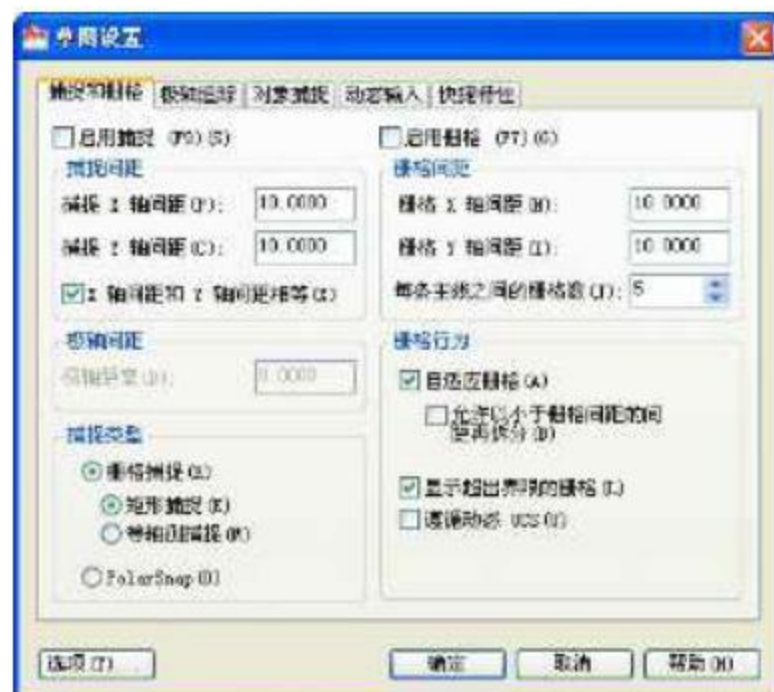 草图设置
捕捉和栅格 极轴追踪 对象捕捉 动态输入 快捷特性
启用捕捉 (F9)(S)
启用栅格 (F7)(G)
捕捉间距
捕捉 X 轴间距(P): 10.0000
捕捉 Y 轴间距(C): 10.0000
X 轴间距和 Y 轴间距相等(X)
栅格间距
栅格 X 轴间距(N): 10.0000
栅格 Y 轴间距(I): 10.0000
每条主线之间的栅格数(J): 5
极轴间距
极轴距离(D): 0.0000
捕捉类型
栅格捕捉(R)
矩形捕捉(E)
等轴测捕捉(M)
PolarSnap(O)
栅格行为
自适应栅格(A)
允许以小于栅格间距的间
距再拆分(B)
显示超出界限的栅格(L)
遵循动态 UCS(U)
选项(T)...
确定
取消
帮助(H)